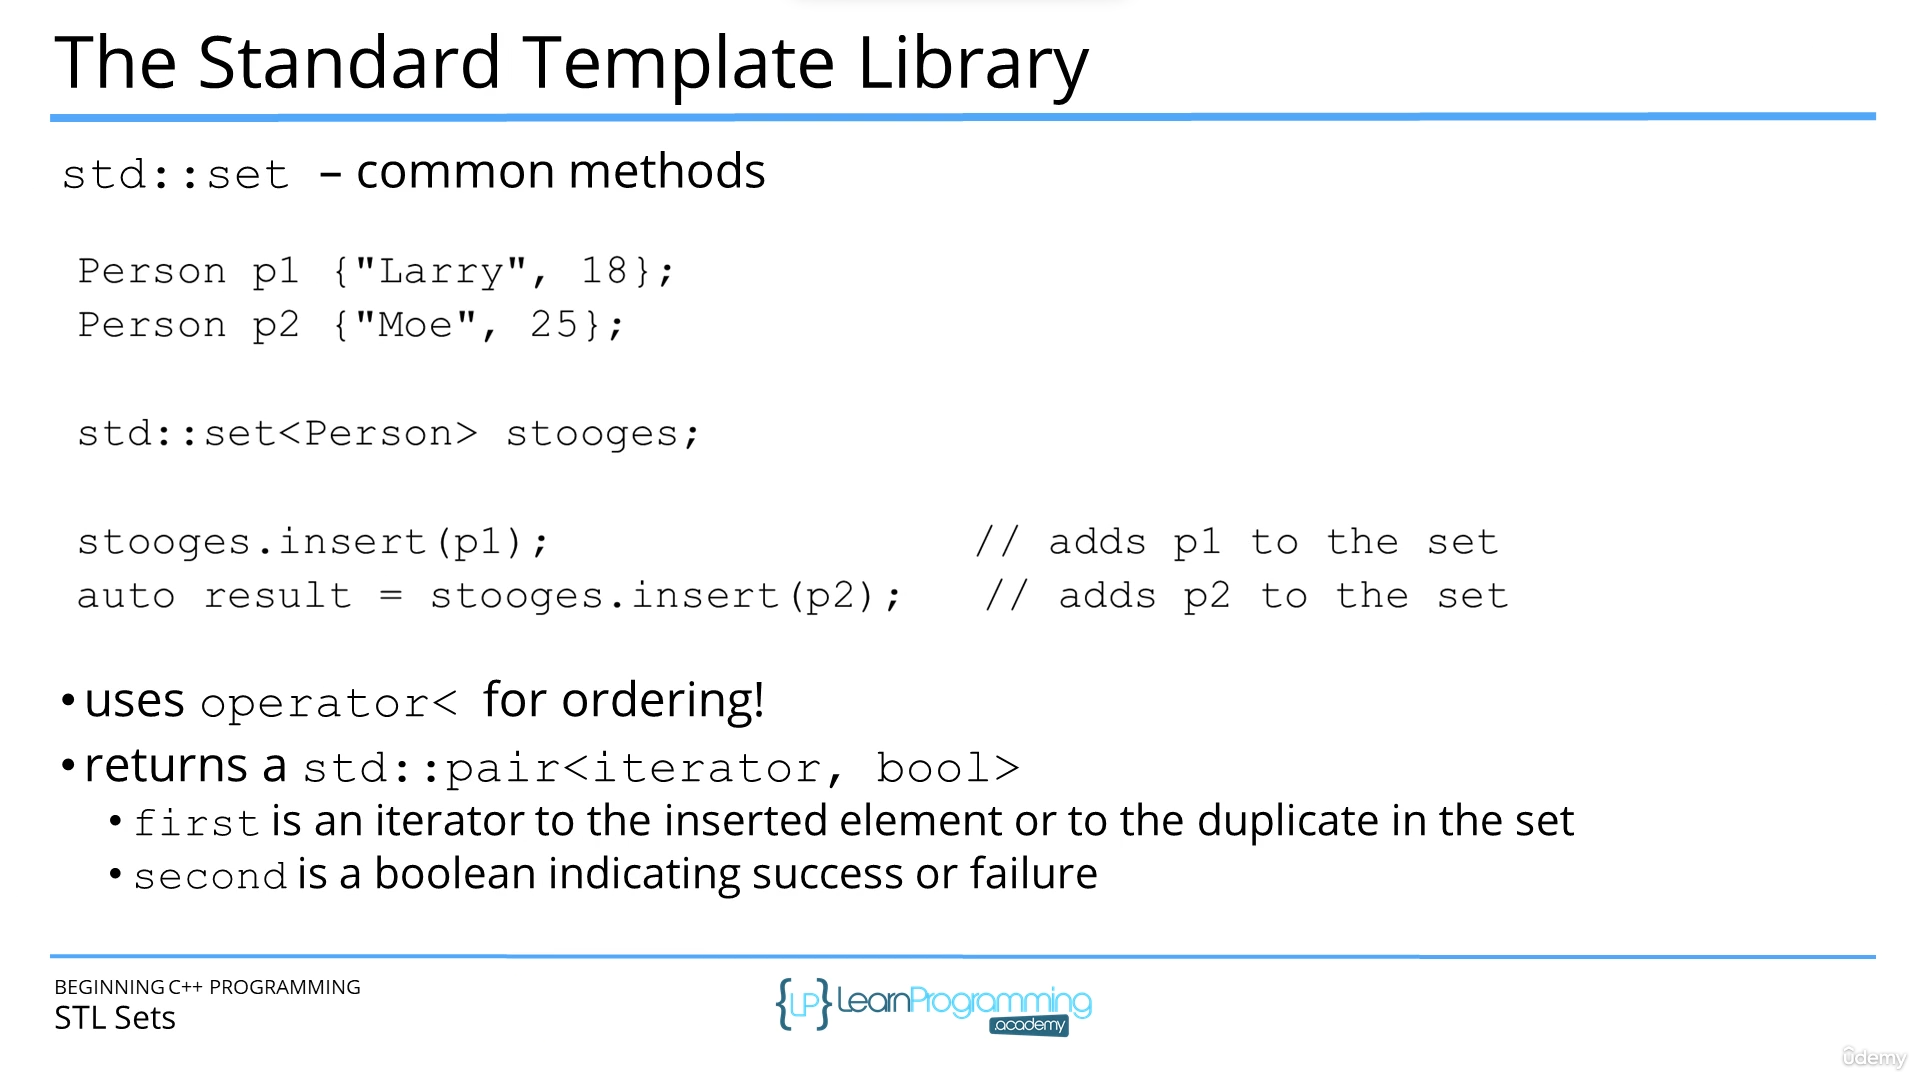 The Standard Template Library
std::set – common methods
Person p1 {"Larry", 18};
Person p2 {"Moe", 25};
std::set<Person> stooges;
stooges.insert(p1); // adds p1 to the set
auto result = stooges.insert(p2); // adds p2 to the set
• uses operator< for ordering!
• returns a std::pair<iterator, bool>
• first is an iterator to the inserted element or to the duplicate in the set
• second is a boolean indicating success or failure
BEGINNING C++ PROGRAMMING
STL Sets
{LP} LearnProgramming
.academy
ûdemy